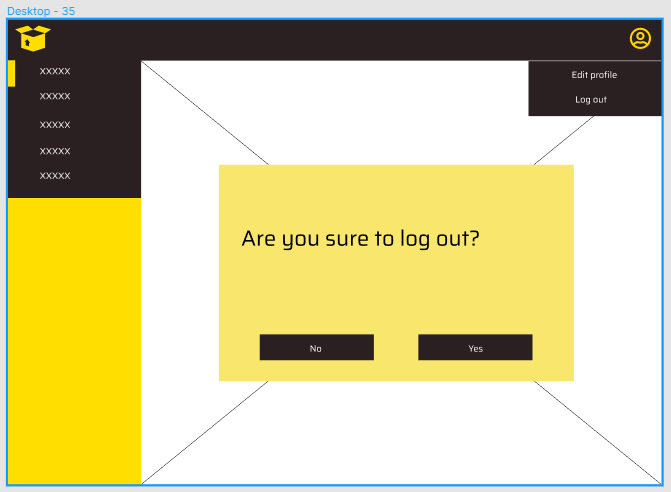 Desktop - 35
Edit profile
Log out
XXXXX
XXXXX
XXXXX
XXXXX
XXXXX
Are you sure to log out?
No
Yes